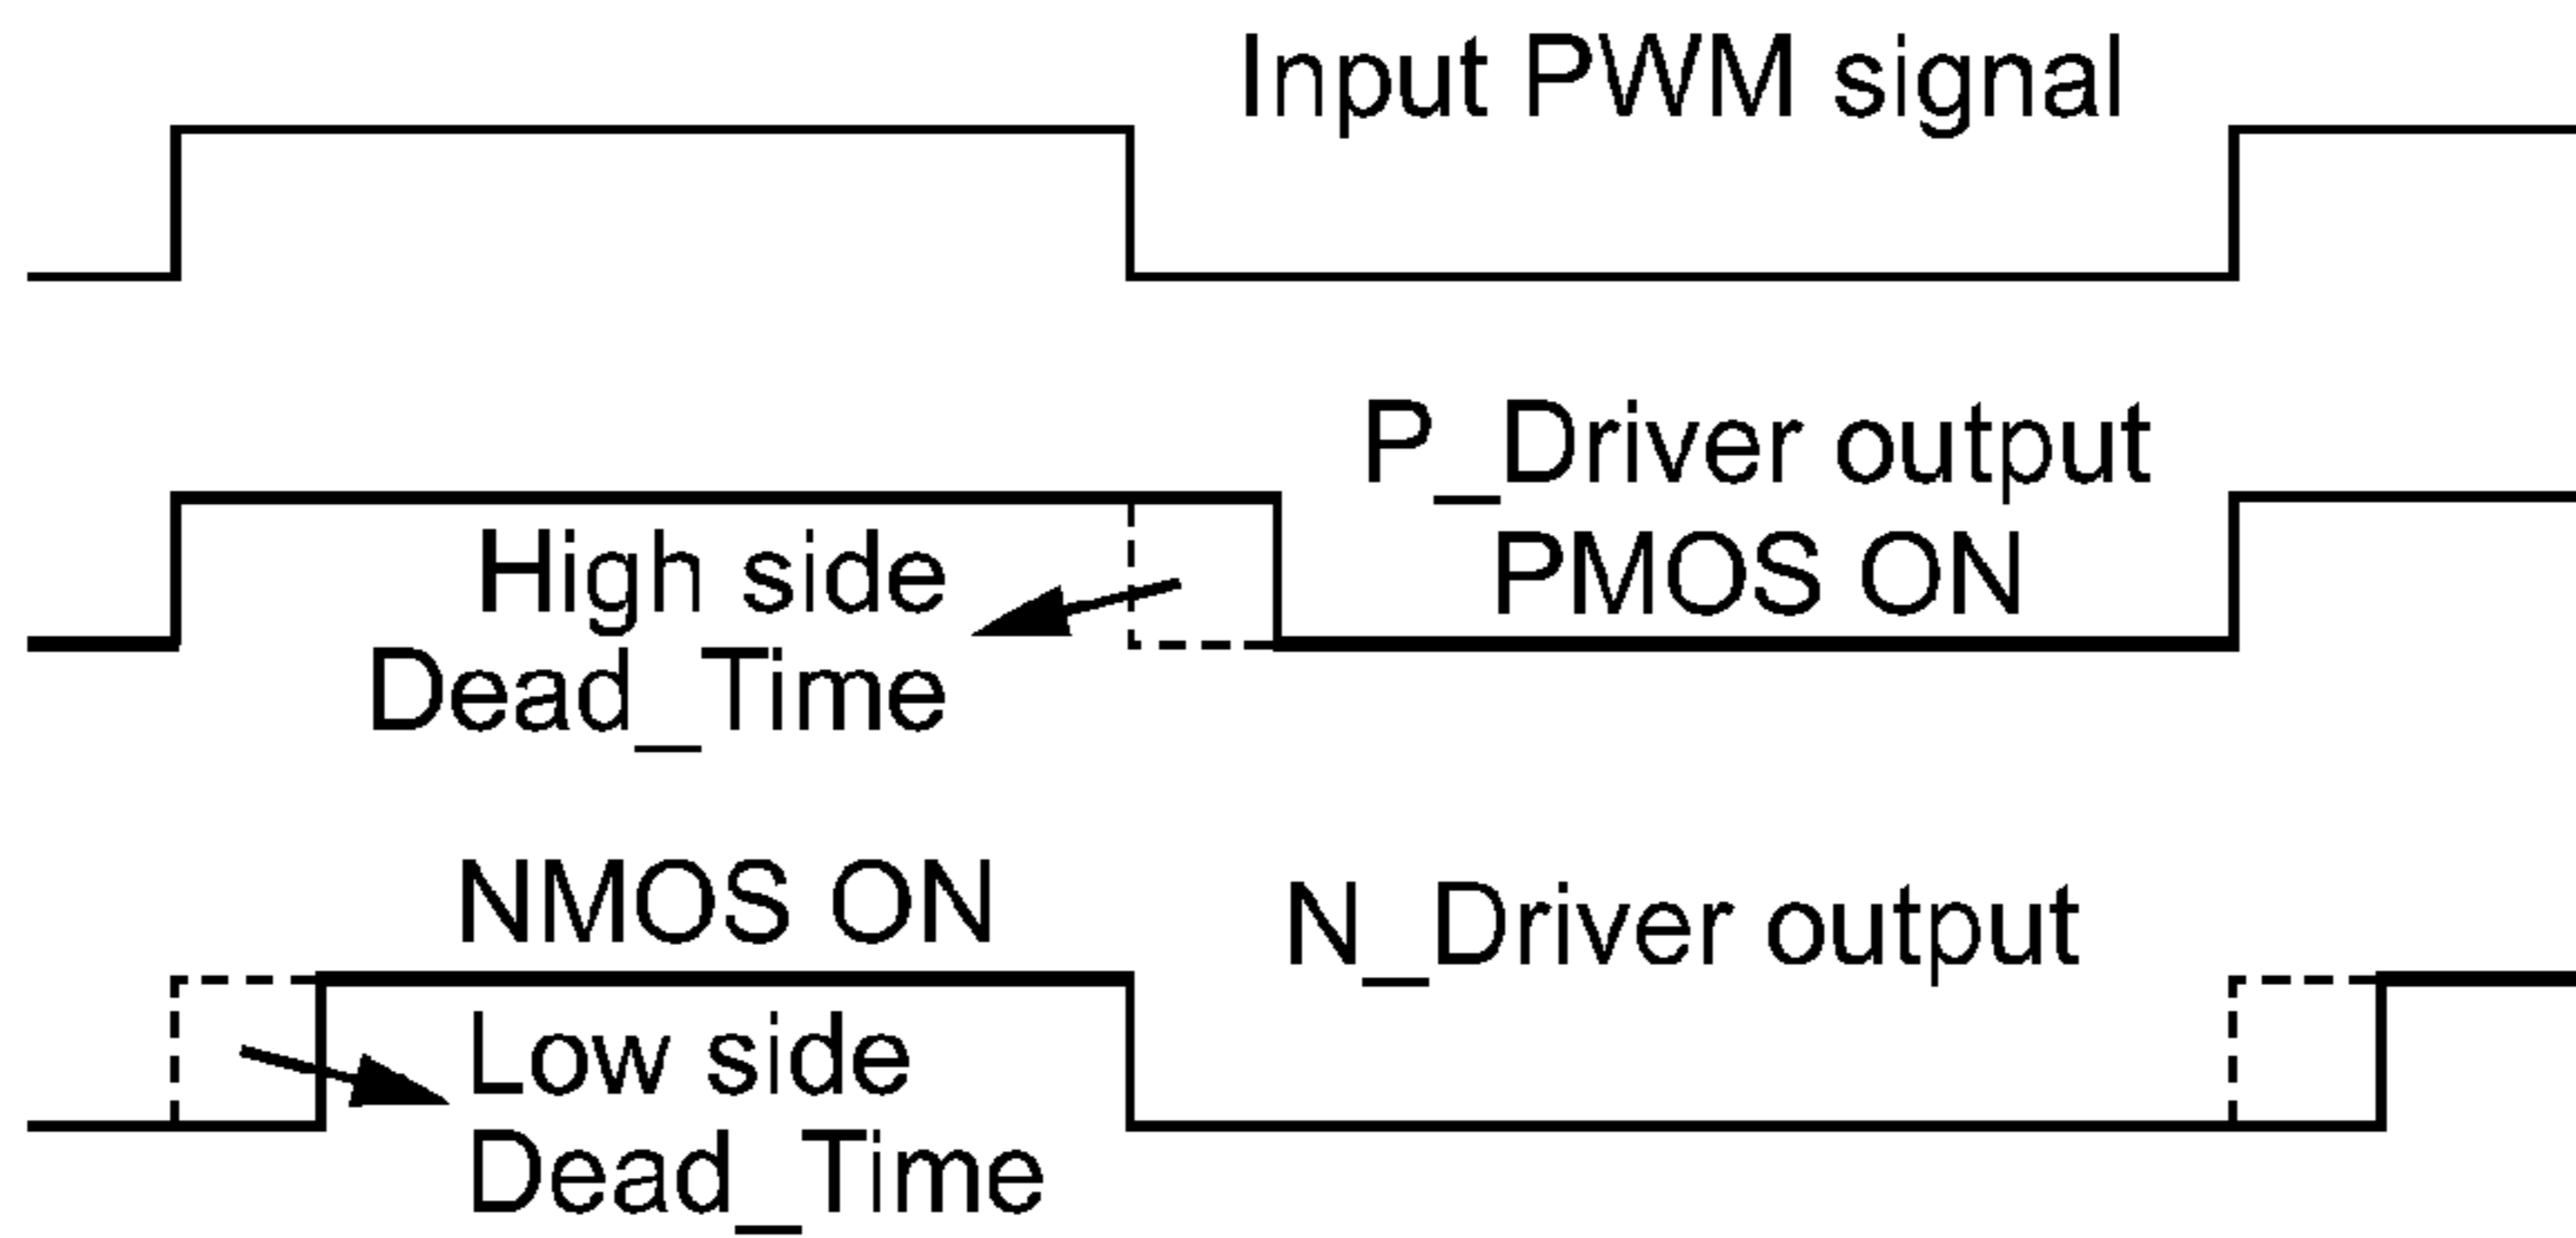 Input PWM signal
P_Driver output
PMOS ON
High side
Dead_Time
NMOS ON
N_Driver output
Low side
Dead_Time